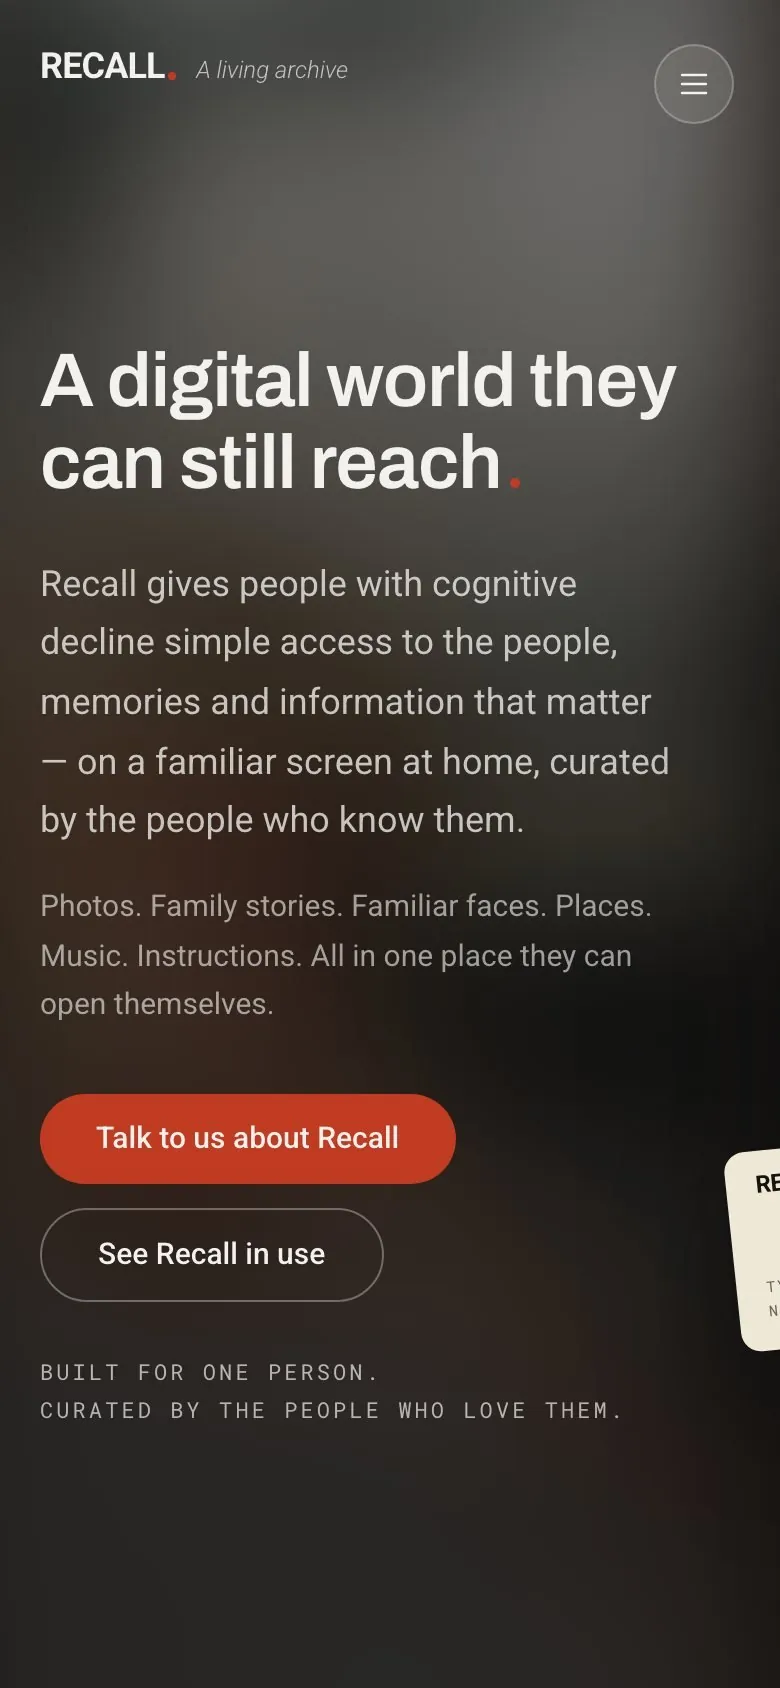 RECALL. A living archive
A digital world they
can still reach.
Recall gives people with cognitive
decline simple access to the people,
memories and information that matter
— on a familiar screen at home, curated
by the people who know them.
Photos. Family stories. Familiar faces. Places.
Music. Instructions. All in one place they can
open themselves.
Talk to us about Recall
RE
See Recall in use
TY
N
BUILT FOR ONE PERSON.
CURATED BY THE PEOPLE WHO LOVE THEM.